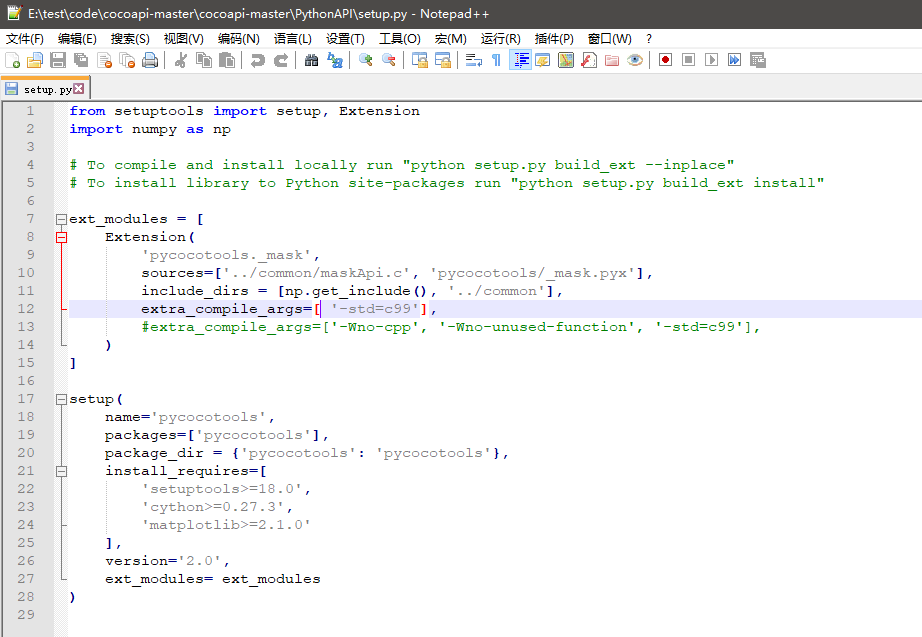 E:\test\code\cocoapi-master\cocoapi-master\PythonAPI\setup.py - Notepad++
文件(F) 编辑(E) 搜索(S) 视图(V) 编码(N) 语言(L) 设置(T) 工具(O) 宏(M) 运行(R) 插件(P) 窗口(W) ?
setup.py
1 from setuptools import setup, Extension
2 import numpy as np
3
4 # To compile and install locally run "python setup.py build_ext --inplace"
5 # To install library to Python site-packages run "python setup.py build_ext install"
6
7 ext_modules = [
8     Extension(
9         'pycocotools._mask',
10         sources=['../common/maskApi.c', 'pycocotools/_mask.pyx'],
11         include_dirs = [np.get_include(), '../common'],
12         extra_compile_args=[ '-std=c99'],
13         #extra_compile_args=['-Wno-cpp', '-Wno-unused-function', '-std=c99'],
14     )
15 ]
16
17 setup(
18     name='pycocotools',
19     packages=['pycocotools'],
20     package_dir = {'pycocotools': 'pycocotools'},
21     install_requires=[
22         'setuptools>=18.0',
23         'cython>=0.27.3',
24         'matplotlib>=2.1.0'
25     ],
26     version='2.0',
27     ext_modules= ext_modules
28 )
29